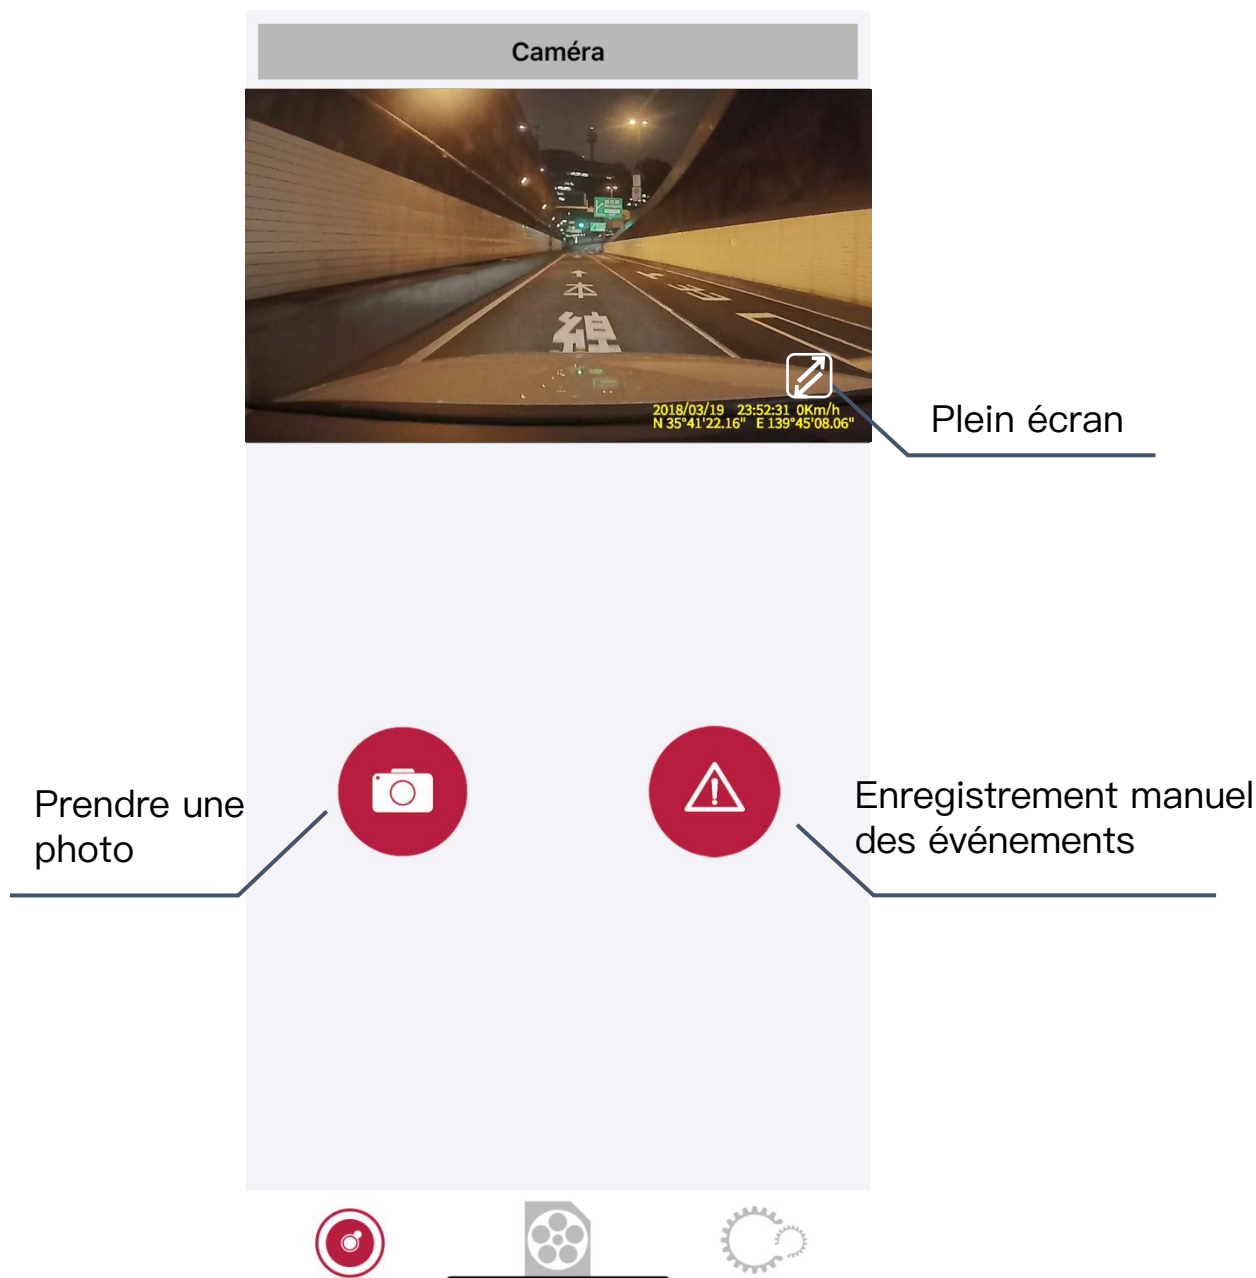 Caméra
本
線
2018/03/19 23:52:31 0Km/h
N 35°41'22.16" E 139°45'08.06"
Plein écran
Prendre une
photo
Enregistrement manuel
des événements